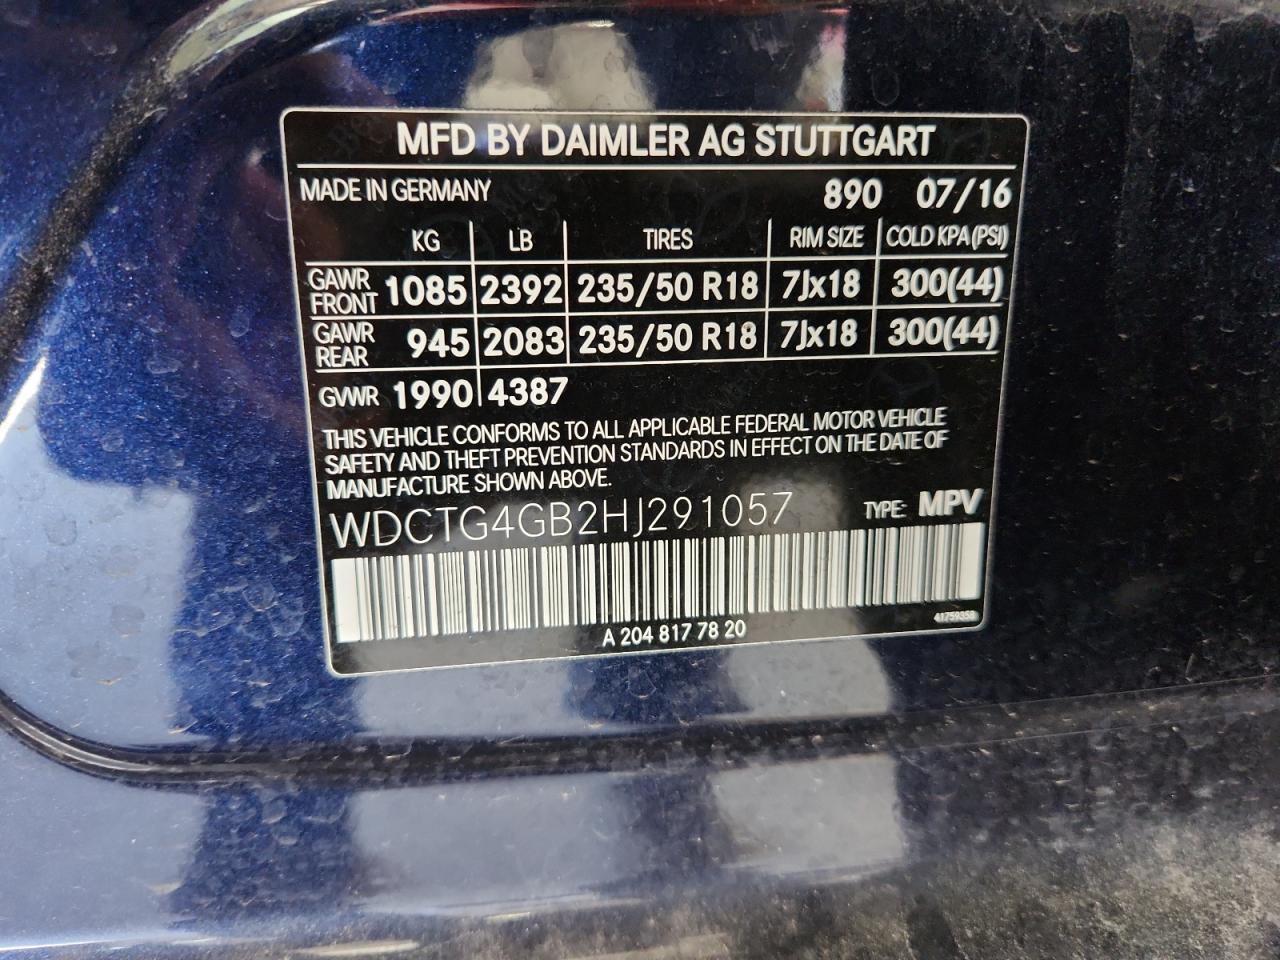 MFD BY DAIMLER AG STUTTGART
MADE IN GERMANY 890 07/16
KG LB TIRES RIM SIZE COLD KPA(PSI)
GAWR FRONT 1085 2392 235/50 R18 7Jx18 300(44)
GAWR REAR 945 2083 235/50 R18 7Jx18 300(44)
GVWR 1990 4387
THIS VEHICLE CONFORMS TO ALL APPLICABLE FEDERAL MOTOR VEHICLE
SAFETY AND THEFT PREVENTION STANDARDS IN EFFECT ON THE DATE OF
MANUFACTURE SHOWN ABOVE.
WDCTG4GB2HJ291057 TYPE: MPV
A 204 817 78 20